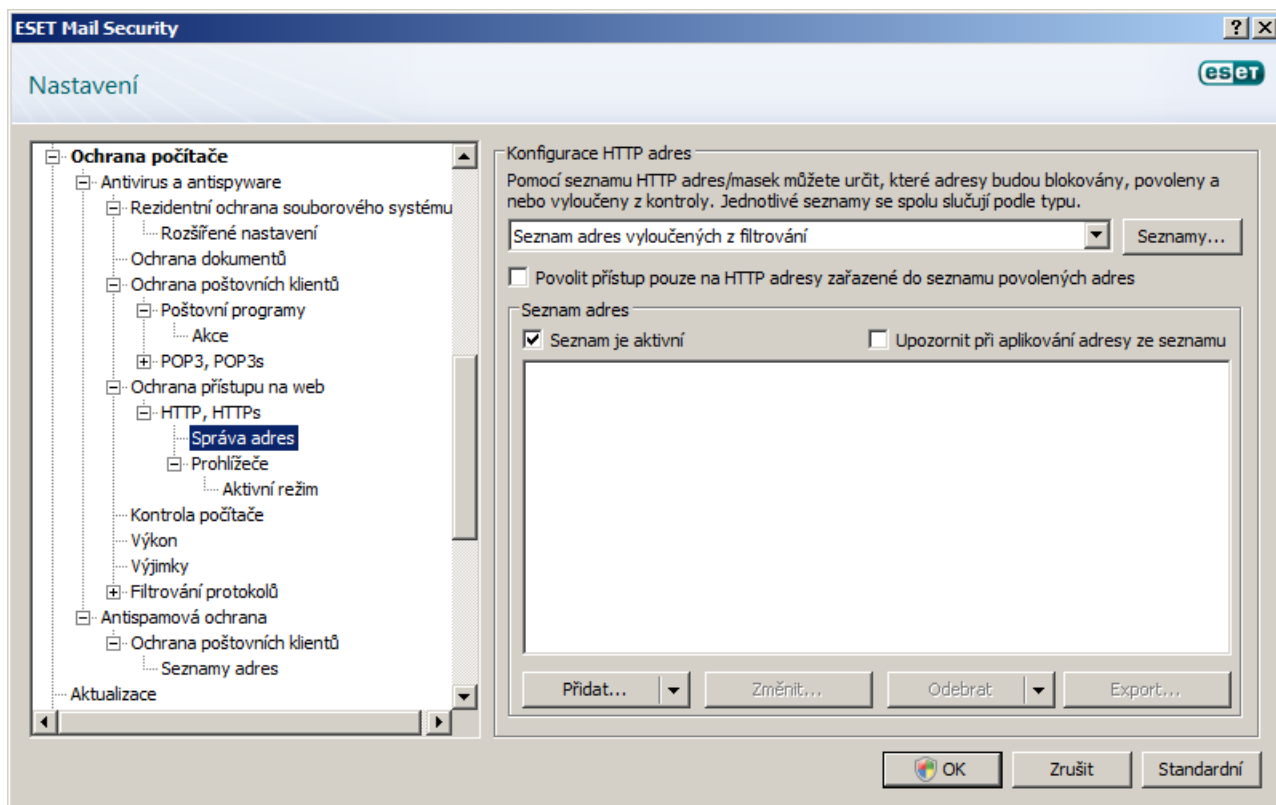 ESET Mail Security
Nastavení
eset
Ochrana počítače
Antivirus a antispyware
Rezidentní ochrana souborového systému
Rozšířené nastavení
Ochrana dokumentů
Ochrana poštovních klientů
Poštovní programy
Akce
POP3, POP3s
Ochrana přístupu na web
HTTP, HTTPs
Správa adres
Prohlížeče
Aktivní režim
Kontrola počítače
Výkon
Výjimky
Filtrování protokolů
Antispamová ochrana
Ochrana poštovních klientů
Seznamy adres
Aktualizace
Konfigurace HTTP adres
Pomocí seznamu HTTP adres/masek můžete určit, které adresy budou blokovány, povoleny a
nebo vyloučeny z kontroly. Jednotlivé seznamy se spolu slučují podle typu.
Seznam adres vyloučených z filtrování Seznamy...
Povolit přístup pouze na HTTP adresy zařazené do seznamu povolených adres
Seznam adres
Seznam je aktivní Upozornit při aplikování adresy ze seznamu
Přidat... Změnit... Odebrat Export...
OK Zrušit Standardní